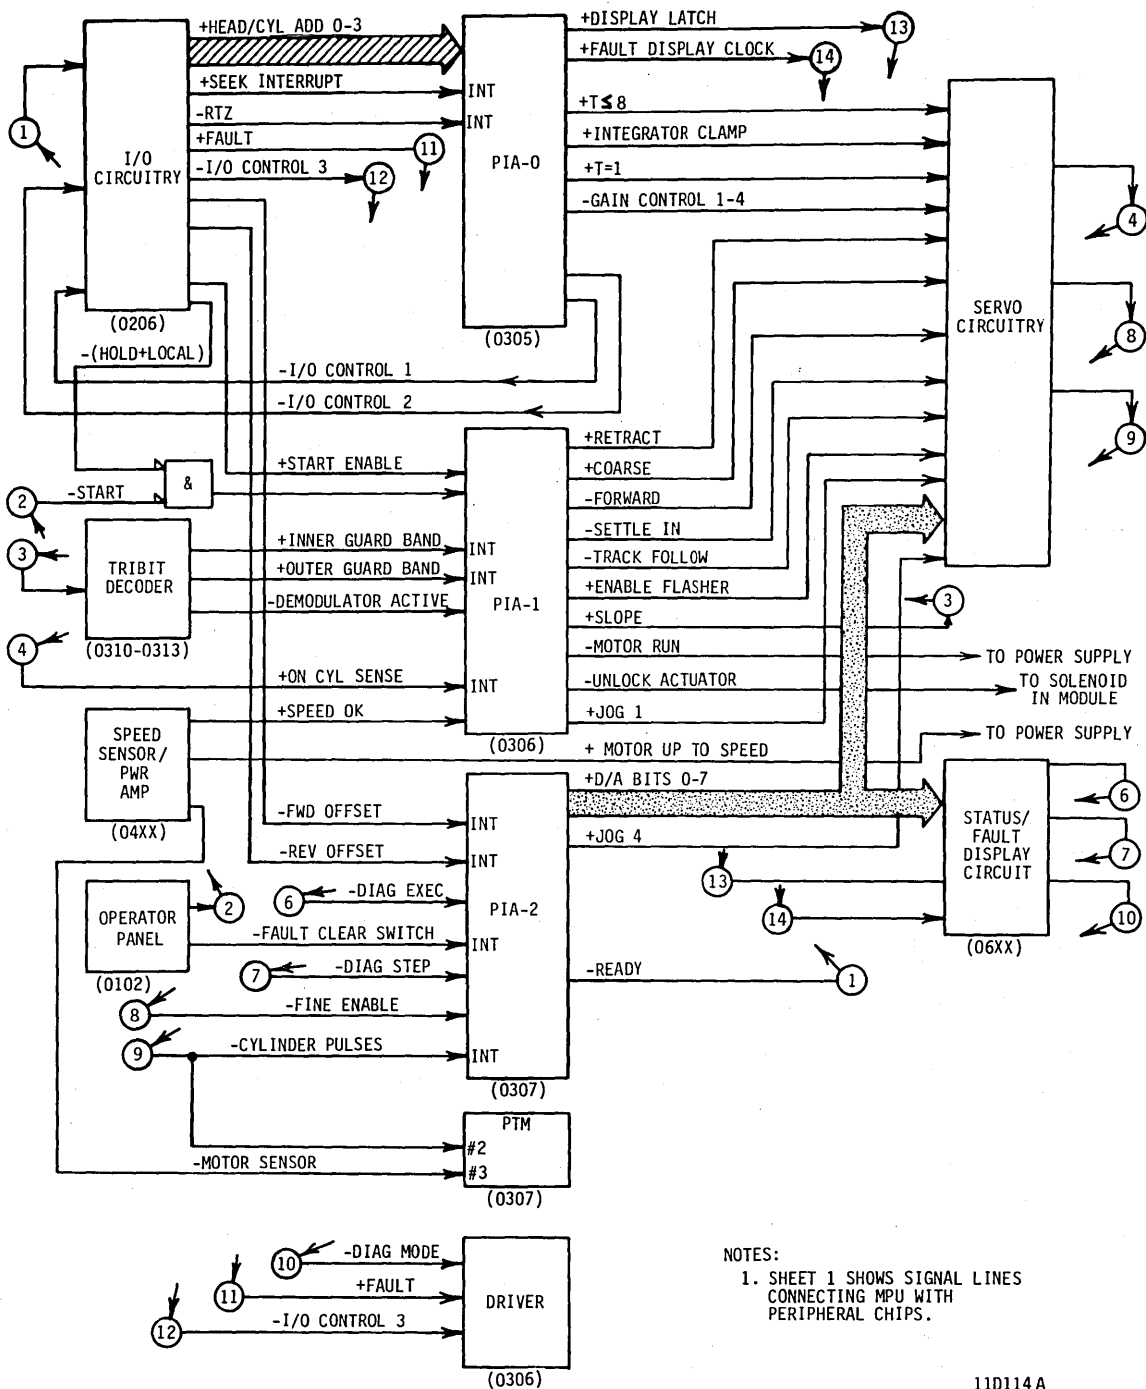 +HEAD/CYL ADD 0-3
+SEEK INTERRUPT
-RTZ
+FAULT
-I/O CONTROL 3
1
I/O
CIRCUITRY
(0206)
-(HOLD+LOCAL)
11
12
INT
INT
PIA-0
(0305)
+DISPLAY LATCH
13
+FAULT DISPLAY CLOCK
14
+T≤8
+INTEGRATOR CLAMP
+T=1
-GAIN CONTROL 1-4
SERVO
CIRCUITRY
4
8
9
-I/O CONTROL 1
-I/O CONTROL 2
+START ENABLE
&
2
-START
3
TRIBIT
DECODER
(0310-0313)
+INNER GUARD BAND
+OUTER GUARD BAND
-DEMODULATOR ACTIVE
4
+ON CYL SENSE
+SPEED OK
INT
INT
PIA-1
INT
(0306)
+RETRACT
+COARSE
-FORWARD
-SETTLE IN
-TRACK FOLLOW
+ENABLE FLASHER
+SLOPE
3
-MOTOR RUN
TO POWER SUPPLY
-UNLOCK ACTUATOR
TO SOLENOID
IN MODULE
+JOG 1
+ MOTOR UP TO SPEED
TO POWER SUPPLY
SPEED
SENSOR/
PWR
AMP
(04XX)
+D/A BITS 0-7
+JOG 4
-FWD OFFSET
-REV OFFSET
INT
INT
PIA-2
INT
INT
(0307)
2
OPERATOR
PANEL
(0102)
6
-DIAG EXEC
-FAULT CLEAR SWITCH
7
-DIAG STEP
8
-FINE ENABLE
9
-CYLINDER PULSES
-READY
1
13
14
STATUS/
FAULT
DISPLAY
CIRCUIT
(06XX)
6
7
10
PTM
#2
#3
(0307)
-MOTOR SENSOR
10
-DIAG MODE
11
+FAULT
12
-I/O CONTROL 3
DRIVER
(0306)
NOTES:
1. SHEET 1 SHOWS SIGNAL LINES
CONNECTING MPU WITH
PERIPHERAL CHIPS.
11D114A